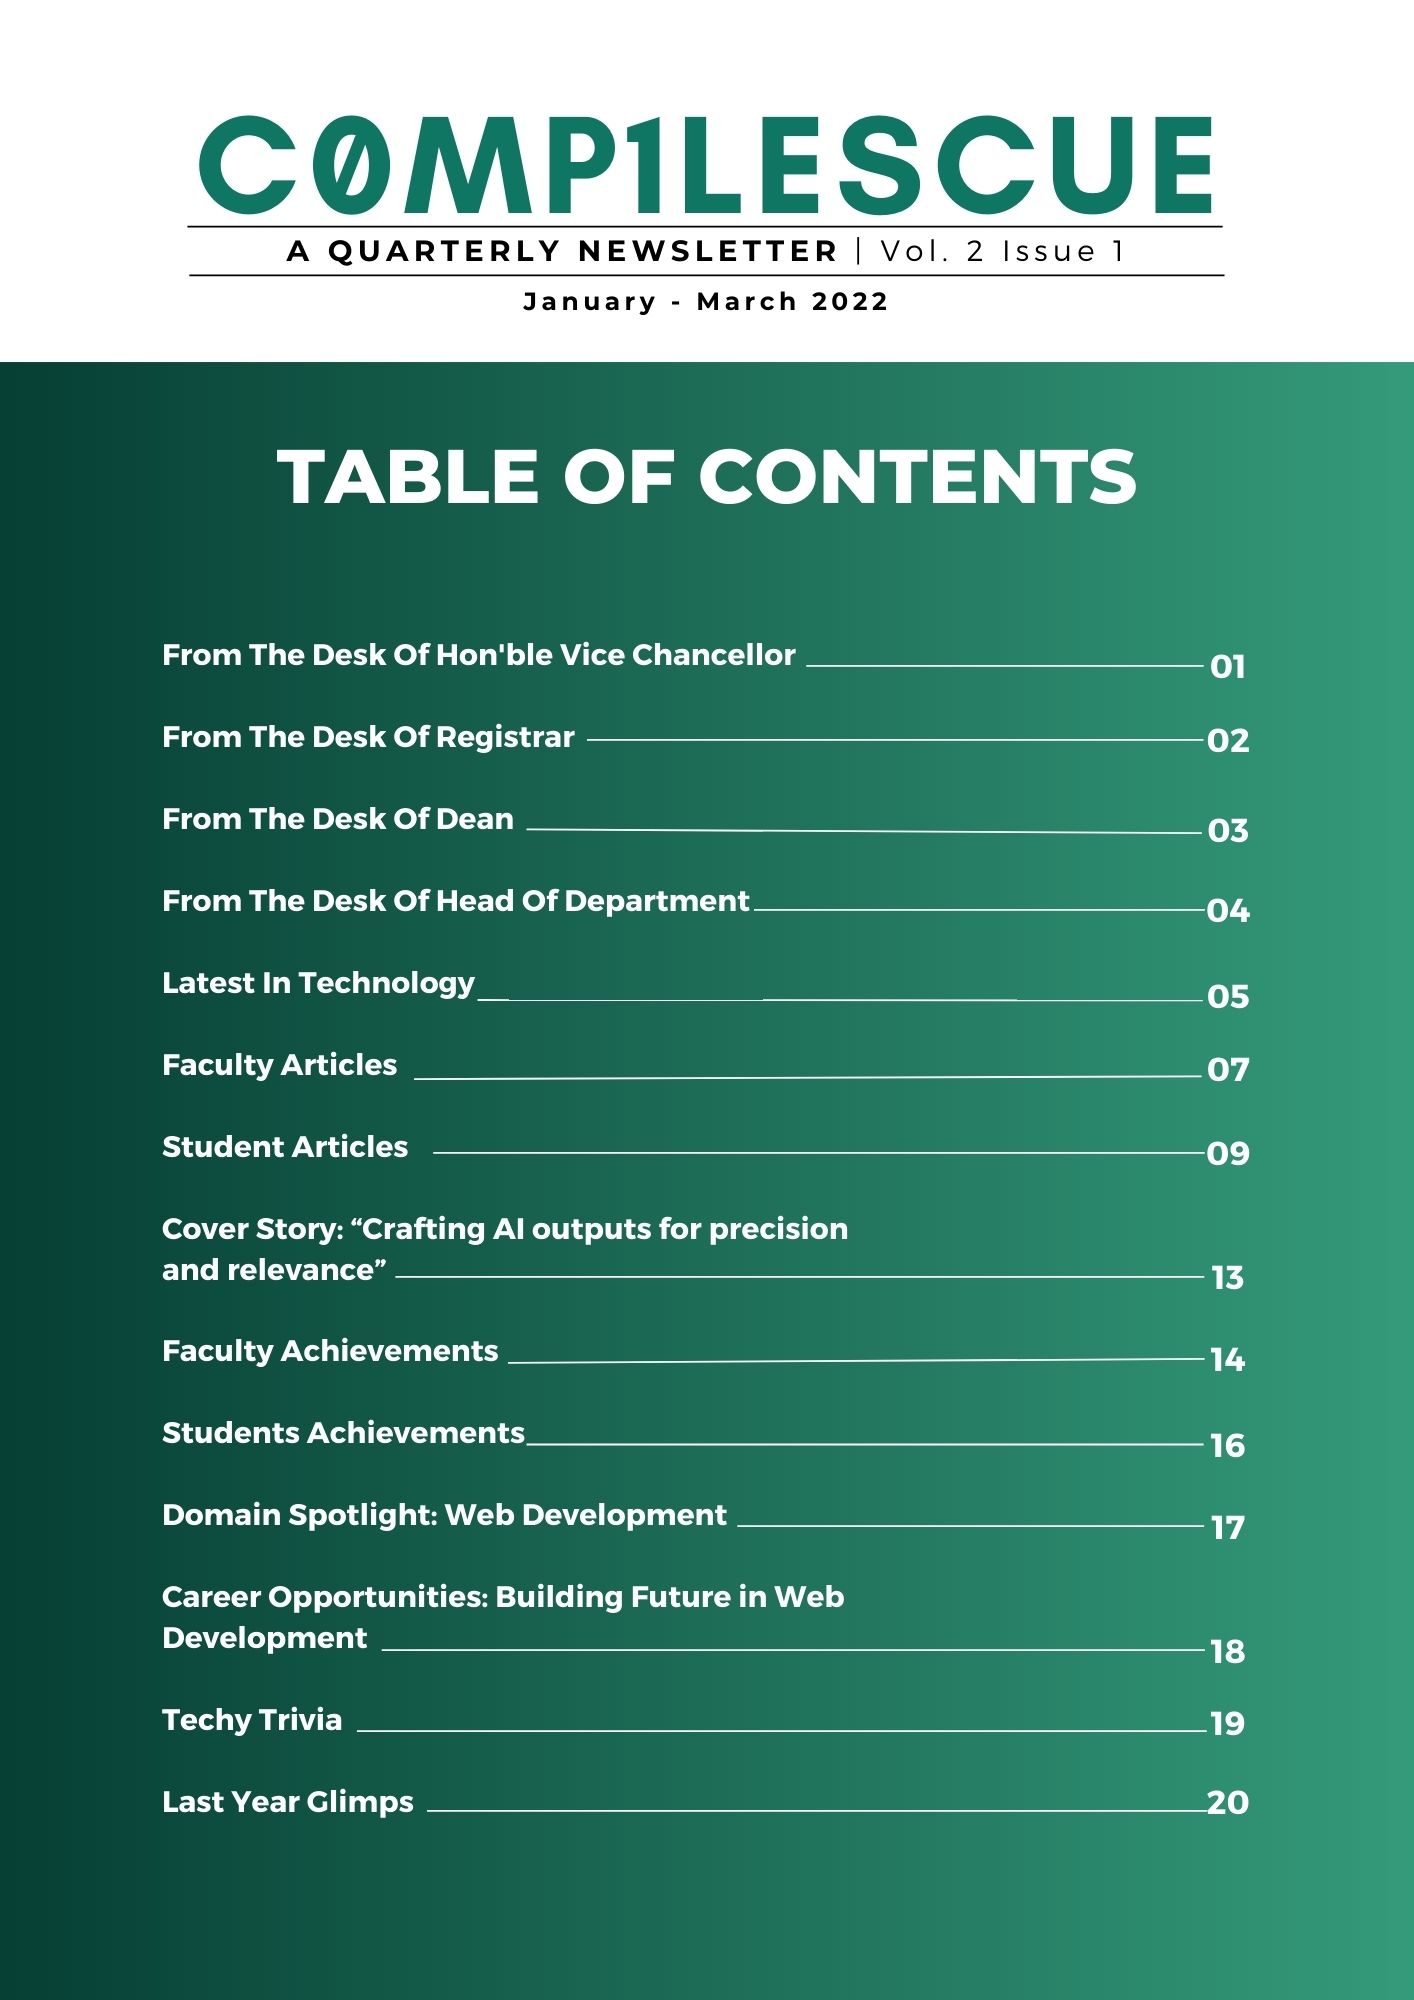 C0MP1LESCUE
A QUARTERLY NEWSLETTER | Vol. 2 Issue 1
January - March 2022
TABLE OF CONTENTS
From The Desk Of Hon'ble Vice Chancellor 01
From The Desk Of Registrar 02
From The Desk Of Dean 03
From The Desk Of Head Of Department 04
Latest In Technology 05
Faculty Articles 07
Student Articles 09
Cover Story: “Crafting AI outputs for precision
and relevance” 13
Faculty Achievements 14
Students Achievements 16
Domain Spotlight: Web Development 17
Career Opportunities: Building Future in Web
Development 18
Techy Trivia 19
Last Year Glimps 20